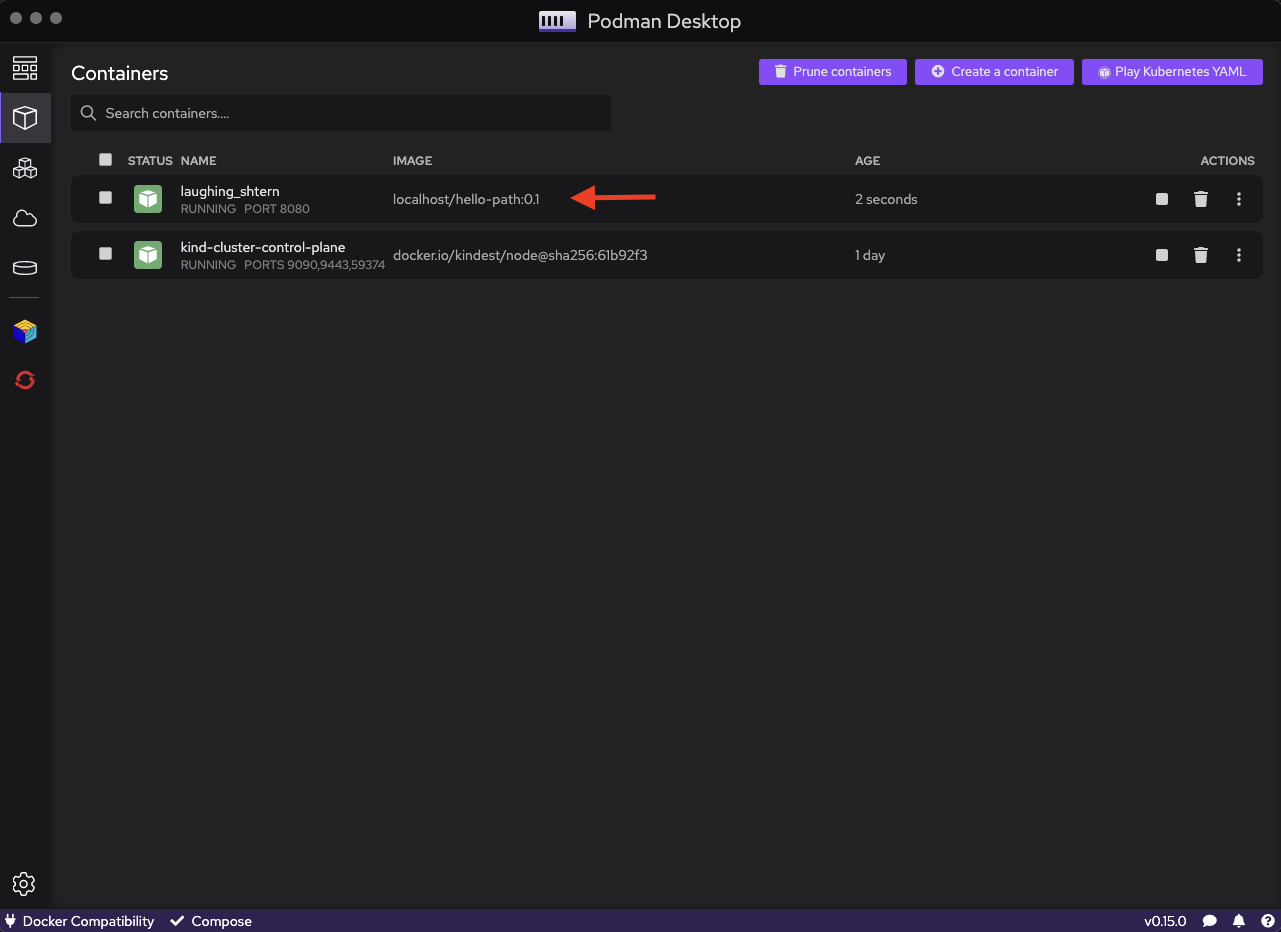 Podman Desktop
Containers
Prune containers
Create a container
Play Kubernetes YAML
Search containers....
STATUS NAME IMAGE AGE ACTIONS
laughing_shtern
RUNNING PORT 8080
localhost/hello-path:0.1
2 seconds
kind-cluster-control-plane
RUNNING PORTS 9090,9443,59374
docker.io/kindest/node@sha256:61b92f3
1 day
Docker Compatibility
Compose
v0.15.0